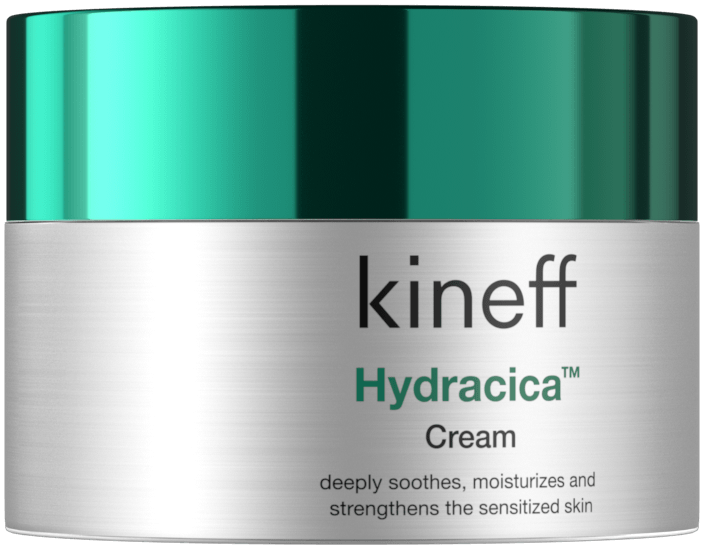 kineff
Hydracica™
Cream
deeply soothes, moisturizes and
strengthens the sensitized skin